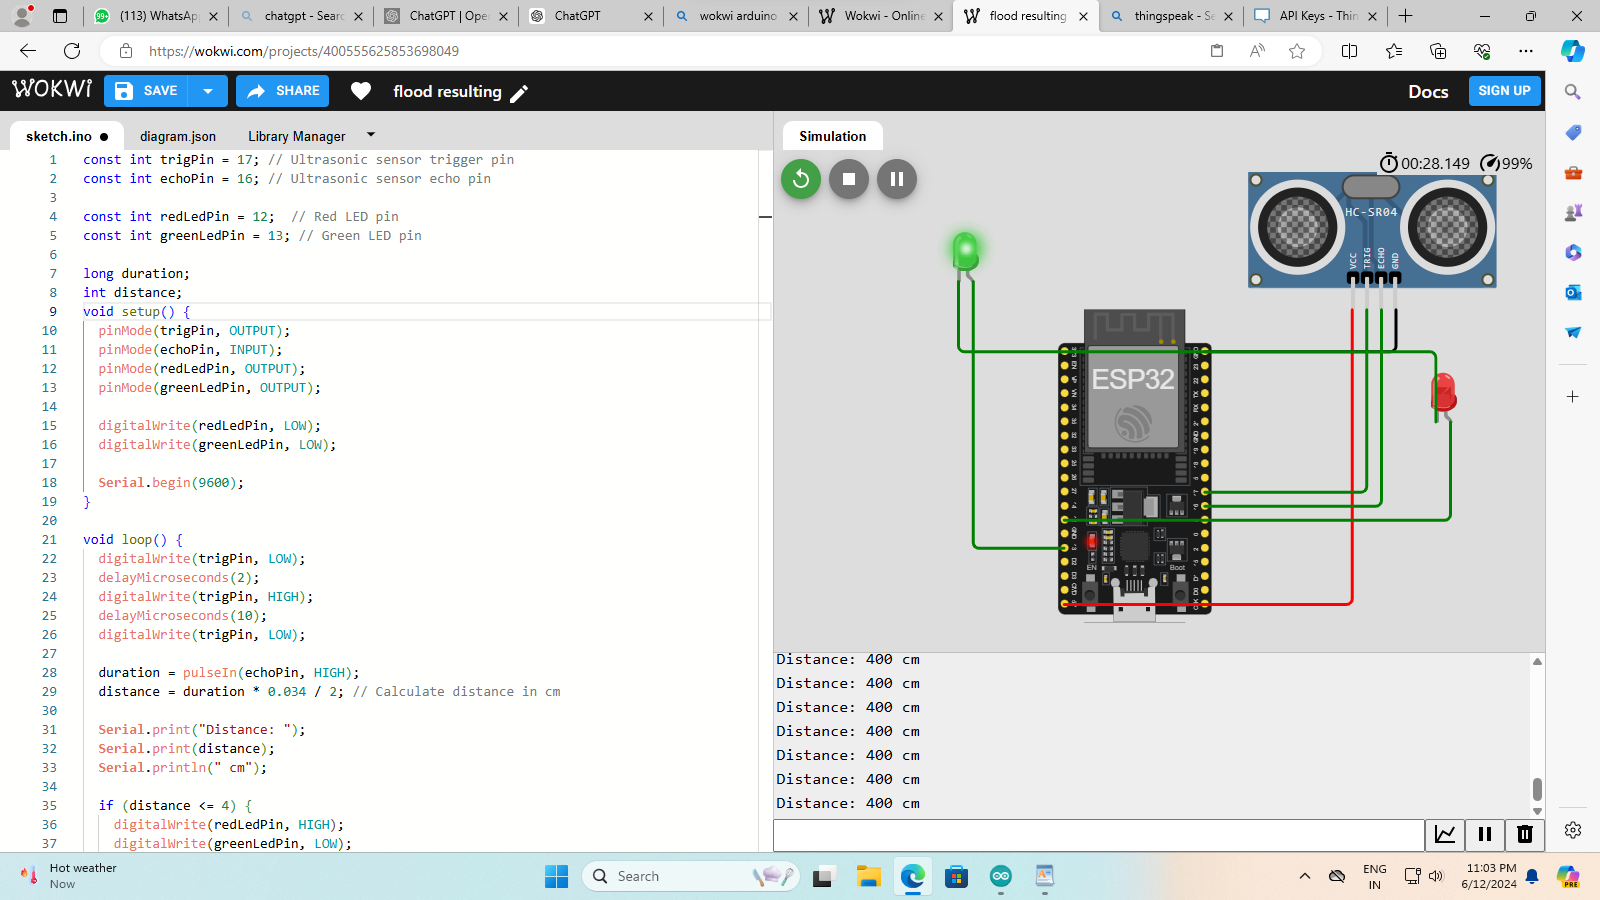 (113) WhatsAp
chatgpt - Searc
ChatGPT | Open
ChatGPT
wokwi arduino
Wokwi - Online
flood resulting
thingspeak - Se
API Keys - Thin
https://wokwi.com/projects/400555625853698049
WOKWI
SAVE
SHARE
flood resulting
Docs
SIGN UP
sketch.ino
diagram.json
Library Manager
Simulation
1 const int trigPin = 17; // Ultrasonic sensor trigger pin
2 const int echoPin = 16; // Ultrasonic sensor echo pin
3
4 const int redLedPin = 12;  // Red LED pin
5 const int greenLedPin = 13; // Green LED pin
6
7 long duration;
8 int distance;
9 void setup() {
10 pinMode(trigPin, OUTPUT);
11 pinMode(echoPin, INPUT);
12 pinMode(redLedPin, OUTPUT);
13 pinMode(greenLedPin, OUTPUT);
14
15 digitalWrite(redLedPin, LOW);
16 digitalWrite(greenLedPin, LOW);
17
18 Serial.begin(9600);
19 }
20
21 void loop() {
22 digitalWrite(trigPin, LOW);
23 delayMicroseconds(2);
24 digitalWrite(trigPin, HIGH);
25 delayMicroseconds(10);
26 digitalWrite(trigPin, LOW);
27
28 duration = pulseIn(echoPin, HIGH);
29 distance = duration * 0.034 / 2; // Calculate distance in cm
30
31 Serial.print("Distance: ");
32 Serial.print(distance);
33 Serial.println(" cm");
34
35 if (distance <= 4) {
36 digitalWrite(redLedPin, HIGH);
37 digitalWrite(greenLedPin, LOW);
00:28.149 99%
HC-SR04
VCC
TRIG
ECHO
GND
ESP32
EN
Boot
Distance: 400 cm
Distance: 400 cm
Distance: 400 cm
Distance: 400 cm
Distance: 400 cm
Distance: 400 cm
Distance: 400 cm
Hot weather
Now
Search
ENG
IN
11:03 PM
6/12/2024
PRE